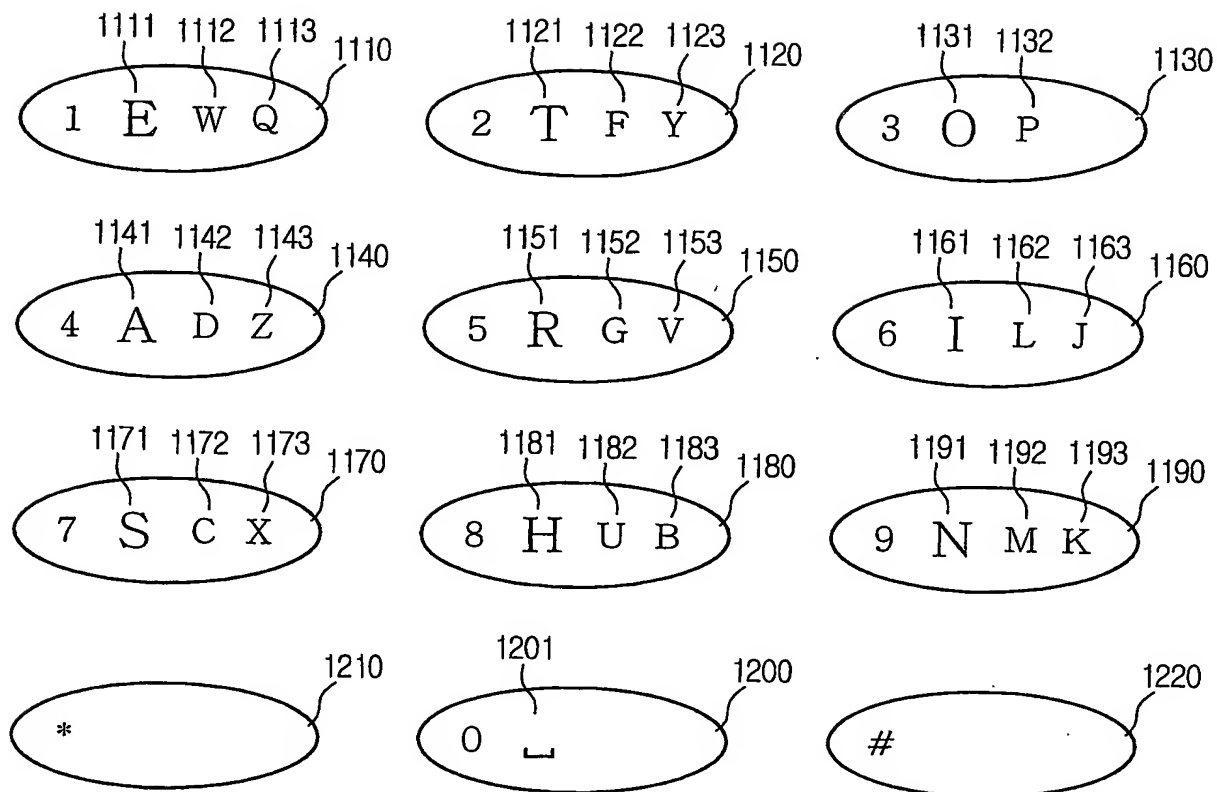 1111 1112 1113 1110 1121 1122 1123 1120 1131 1132 1130
1 E W Q 2 T F Y 3 O P
1141 1142 1143 1140 1151 1152 1153 1150 1161 1162 1163 1160
4 A D Z 5 R G V 6 I L J
1171 1172 1173 1170 1181 1182 1183 1180 1191 1192 1193 1190
7 S C X 8 H U B 9 N M K
1210 1201 1200 1220
* 0 ␣ #